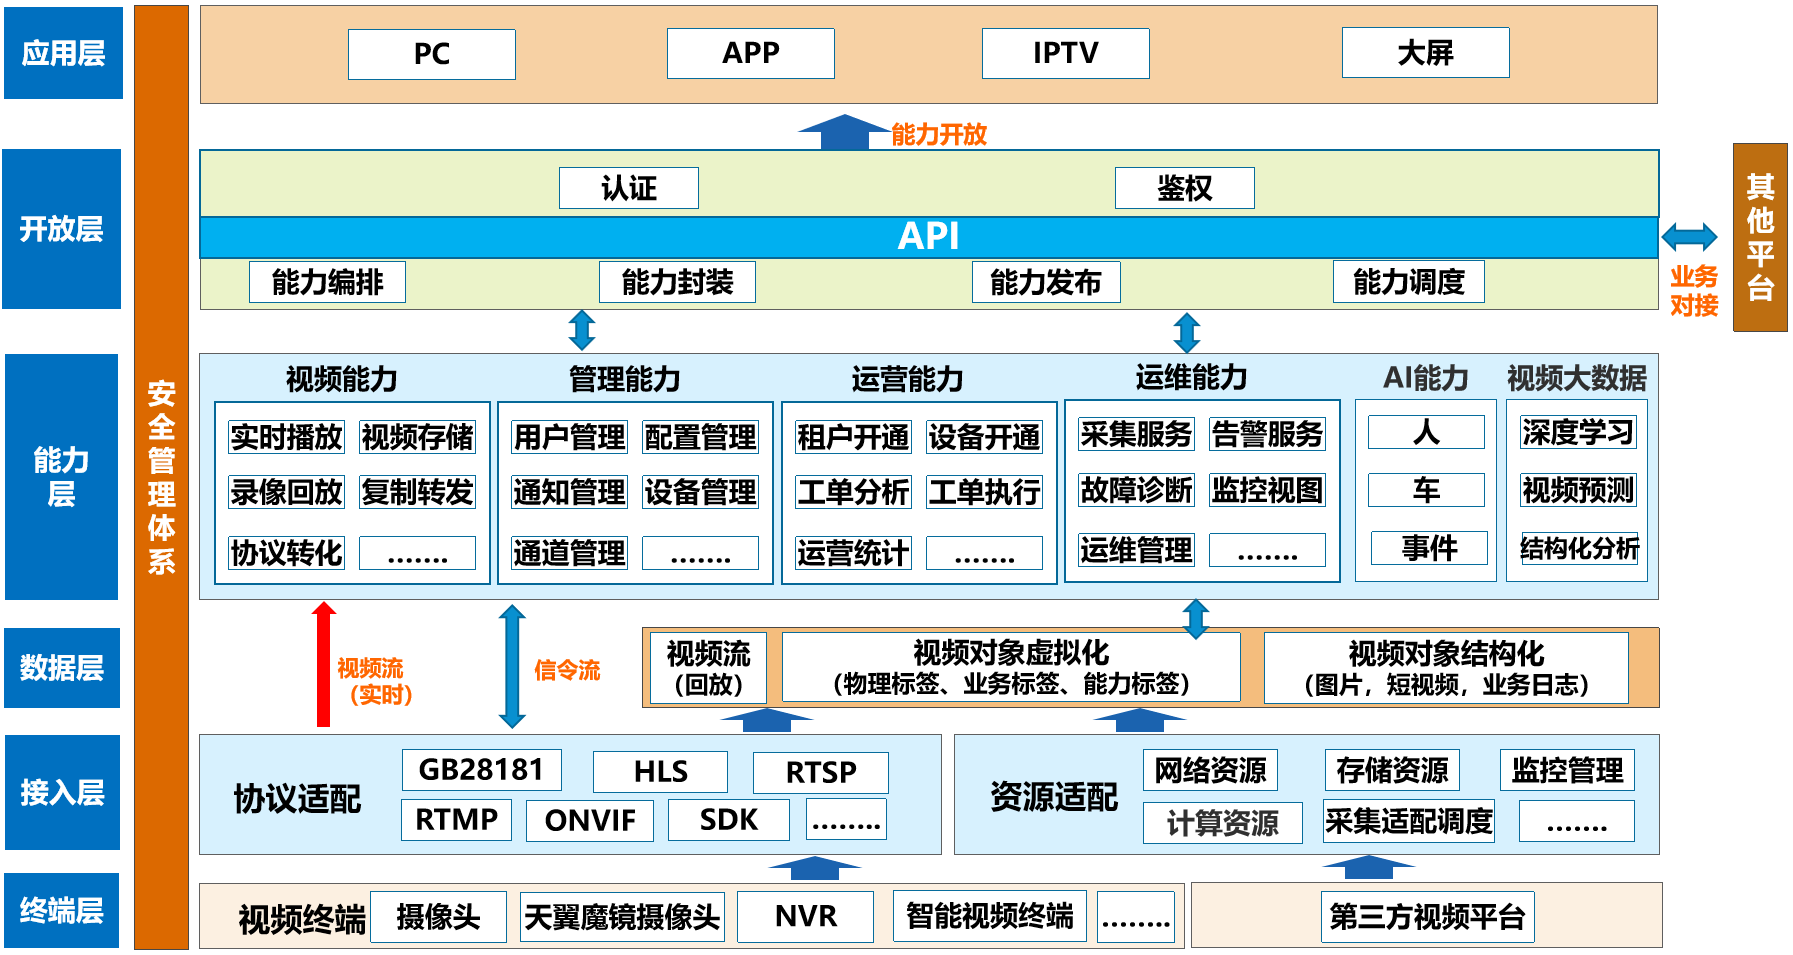 应用层
PC
APP
IPTV
大屏
能力开放
开放层
认证
鉴权
API
能力编排
能力封装
能力发布
能力调度
业务
对接
其
他
平
台
安
全
管
理
体
系
能力
层
视频能力
实时播放
视频存储
录像回放
复制转发
协议转化
.......
管理能力
用户管理
配置管理
通知管理
设备管理
通道管理
.......
运营能力
租户开通
设备开通
工单分析
工单执行
运营统计
.......
运维能力
采集服务
告警服务
故障诊断
监控视图
运维管理
.......
AI能力
人
车
事件
视频大数据
深度学习
视频预测
结构化分析
数据层
视频流
（实时）
信令流
视频流
（回放）
视频对象虚拟化
（物理标签、业务标签、能力标签）
视频对象结构化
（图片，短视频，业务日志）
接入层
协议适配
GB28181
HLS
RTSP
RTMP
ONVIF
SDK
........
资源适配
网络资源
存储资源
监控管理
计算资源
采集适配调度
.......
终端层
视频终端
摄像头
天翼魔镜摄像头
NVR
智能视频终端
........
第三方视频平台